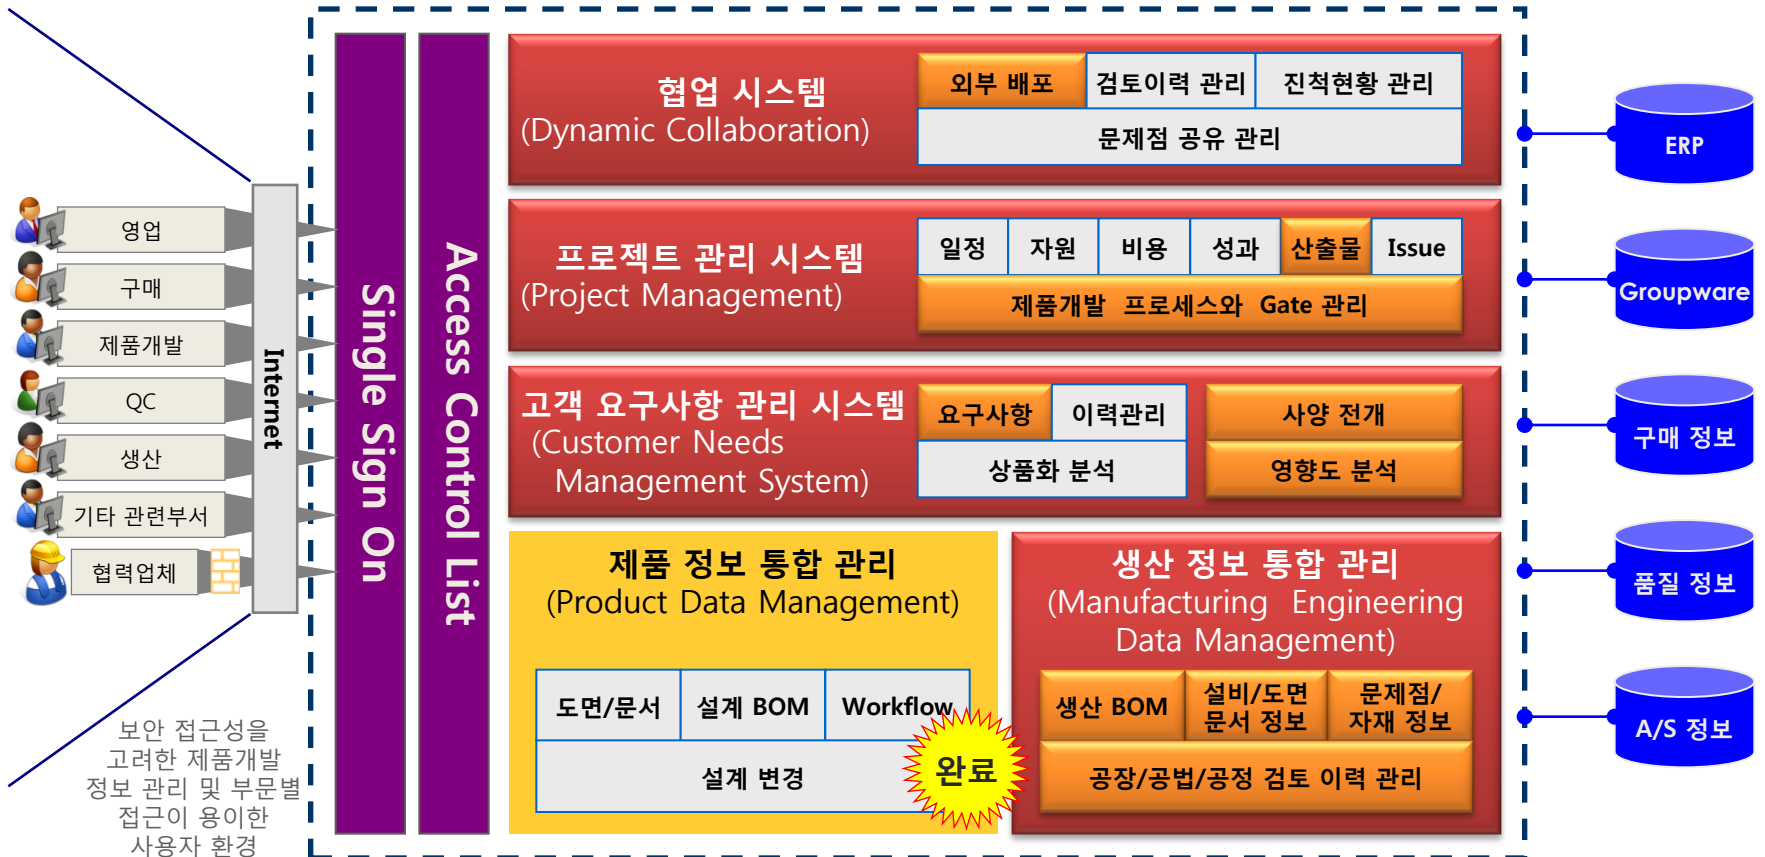 협업 시스템
(Dynamic Collaboration)
외부 배포
검토이력 관리
진척현황 관리
문제점 공유 관리
ERP
영업
구매
제품개발
QC
생산
기타 관련부서
협력업체
Internet
Single Sign On
Access Control List
프로젝트 관리 시스템
(Project Management)
일정
자원
비용
성과
산출물
Issue
제품개발 프로세스와 Gate 관리
Groupware
고객 요구사항 관리 시스템
(Customer Needs
Management System)
요구사항
이력관리
사양 전개
상품화 분석
영향도 분석
구매 정보
제품 정보 통합 관리
(Product Data Management)
도면/문서
설계 BOM
Workflow
설계 변경
완료
생산 정보 통합 관리
(Manufacturing Engineering
Data Management)
생산 BOM
설비/도면
문서 정보
문제점/
자재 정보
공장/공법/공정 검토 이력 관리
품질 정보
A/S 정보
보안 접근성을
고려한 제품개발
정보 관리 및 부문별
접근이 용이한
사용자 환경